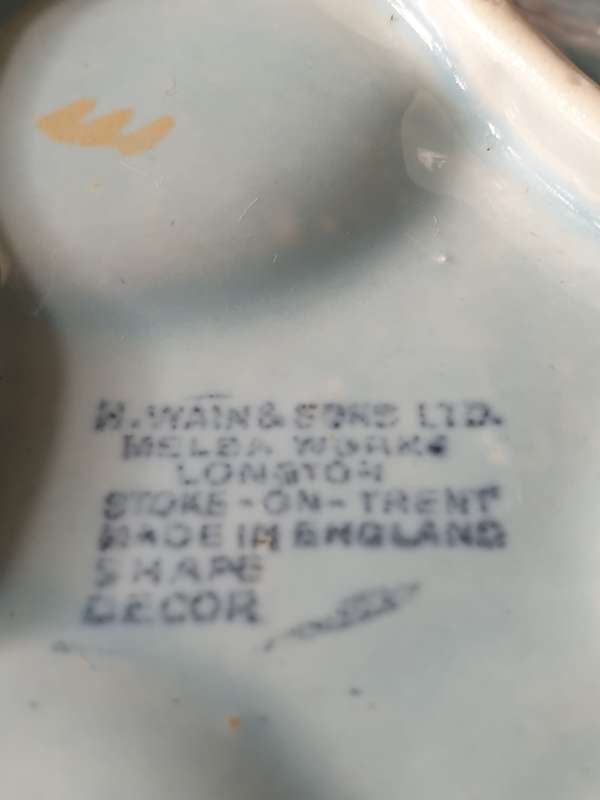 H. WAIN & SONS LTD.
MELBA WORKS
LONGTON
STOKE-ON-TRENT
MADE IN ENGLAND
SHAPE
DECOR